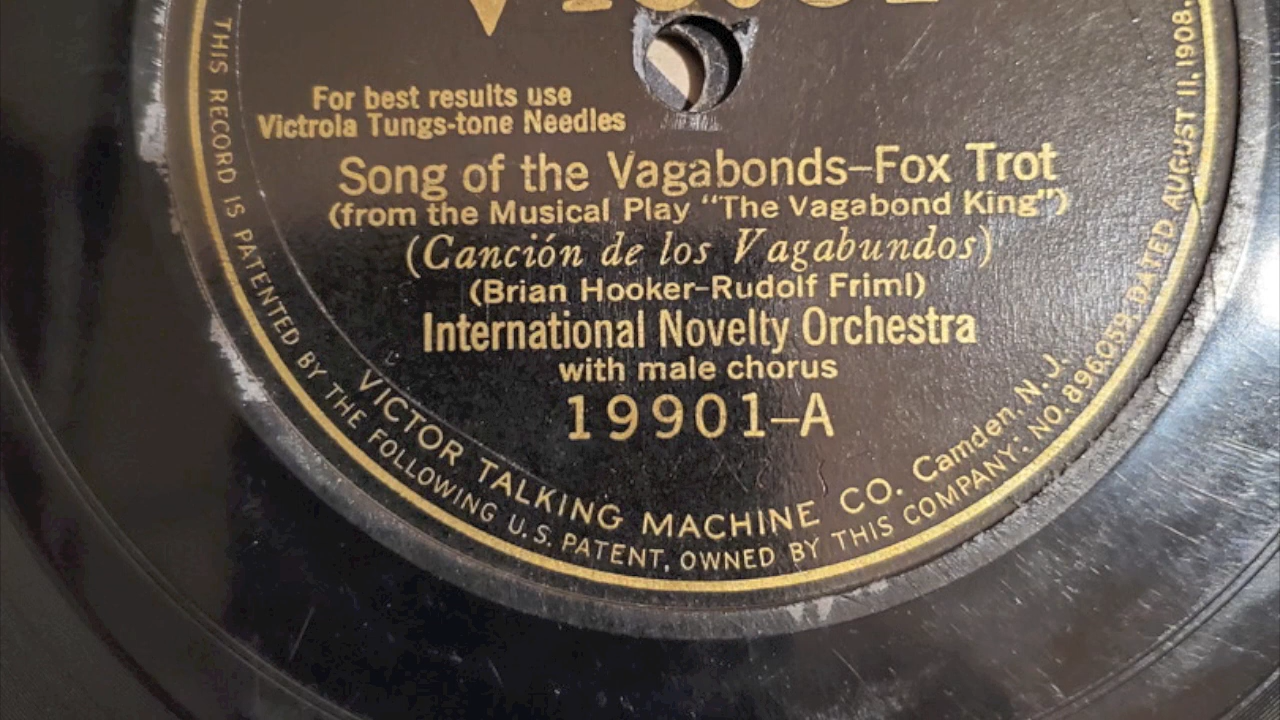 Victor
For best results use
Victrola Tungs-tone Needles
Song of the Vagabonds–Fox Trot
(from the Musical Play "The Vagabond King")
(Canción de los Vagabundos)
(Brian Hooker–Rudolf Friml)
International Novelty Orchestra
with male chorus
19901–A
VICTOR TALKING MACHINE CO. Camden, N. J.
THIS RECORD IS PATENTED BY THE FOLLOWING U.S. PATENT, OWNED BY THIS COMPANY: NO. 896059, DATED AUGUST 11, 1908.